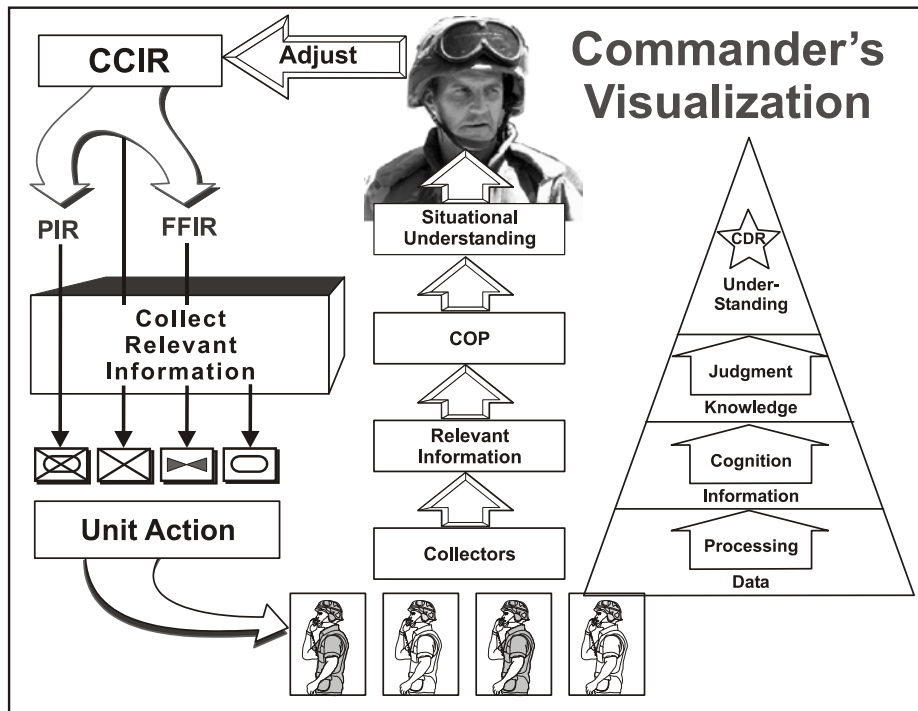 Commander's
Visualization
CCIR
Adjust
PIR
FFIR
Collect
Relevant
Information
Unit Action
Situational
Understanding
COP
Relevant
Information
Collectors
CDR
Under-
Standing
Judgment
Knowledge
Cognition
Information
Processing
Data